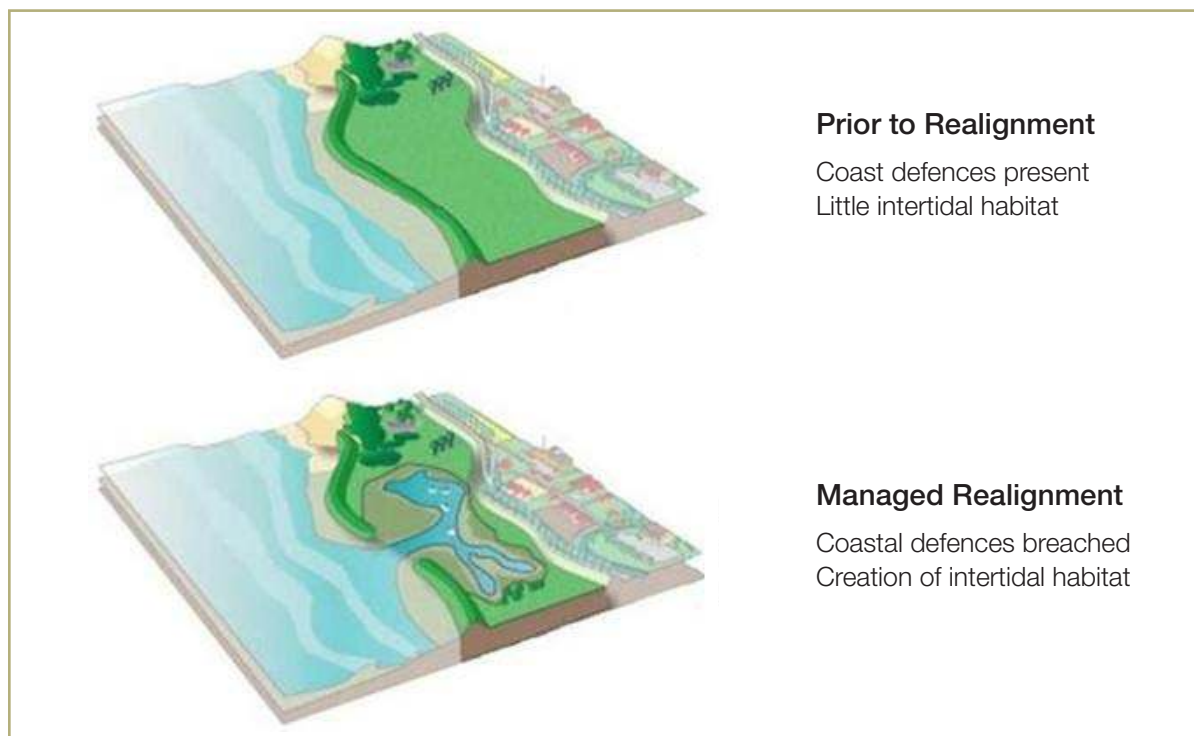 Prior to Realignment
Coast defences present
Little intertidal habitat
Managed Realignment
Coastal defences breached
Creation of intertidal habitat